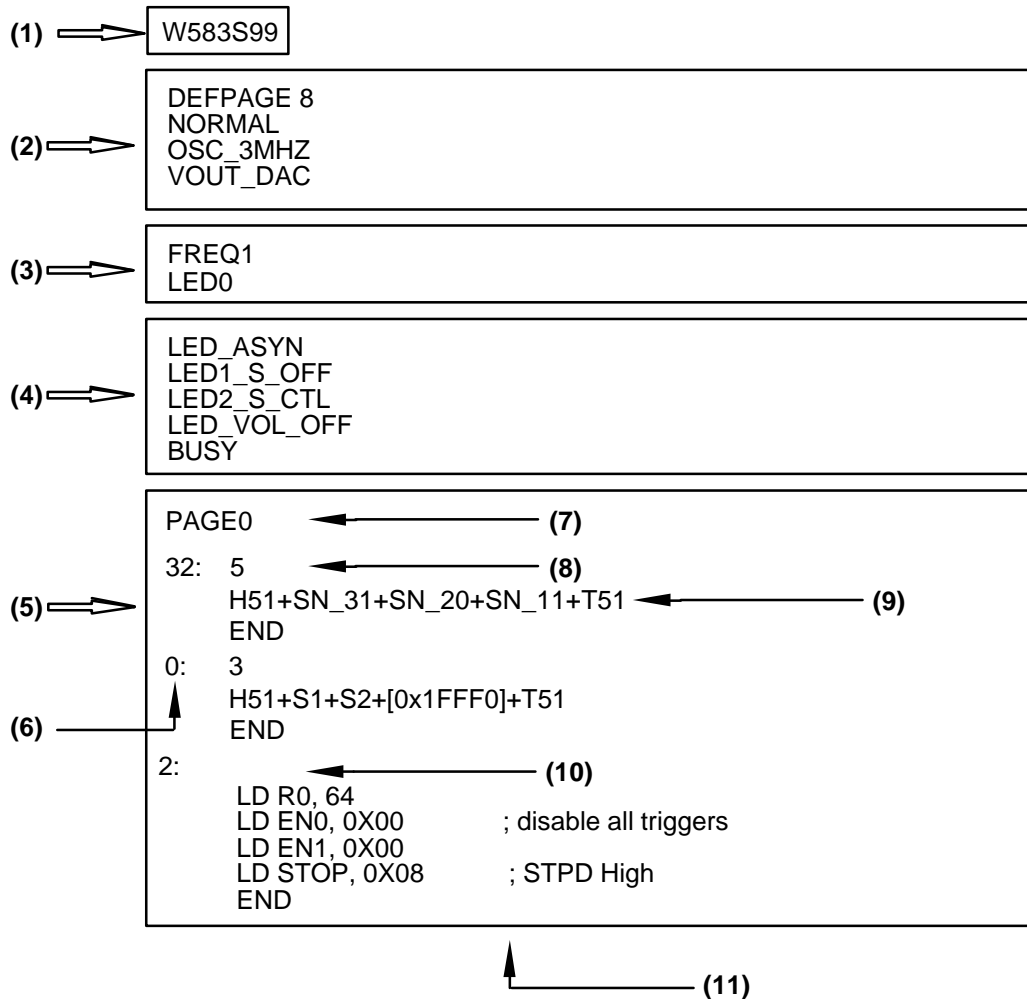 (1) W583S99
DEFPAGE 8
NORMAL
(2) OSC_3MHZ
VOUT_DAC
FREQ1
(3) LED0
LED_ASYN
LED1_S_OFF
(4) LED2_S_CTL
LED_VOL_OFF
BUSY
PAGE0 (7)
32: 5 (8)
(5) H51+SN_31+SN_20+SN_11+T51 (9)
END
0: 3
H51+S1+S2+[0x1FFF0]+T51
(6) END
2: (10)
LD R0, 64
LD EN0, 0X00 ; disable all triggers
LD EN1, 0X00
LD STOP, 0X08 ; STPD High
END
(11)